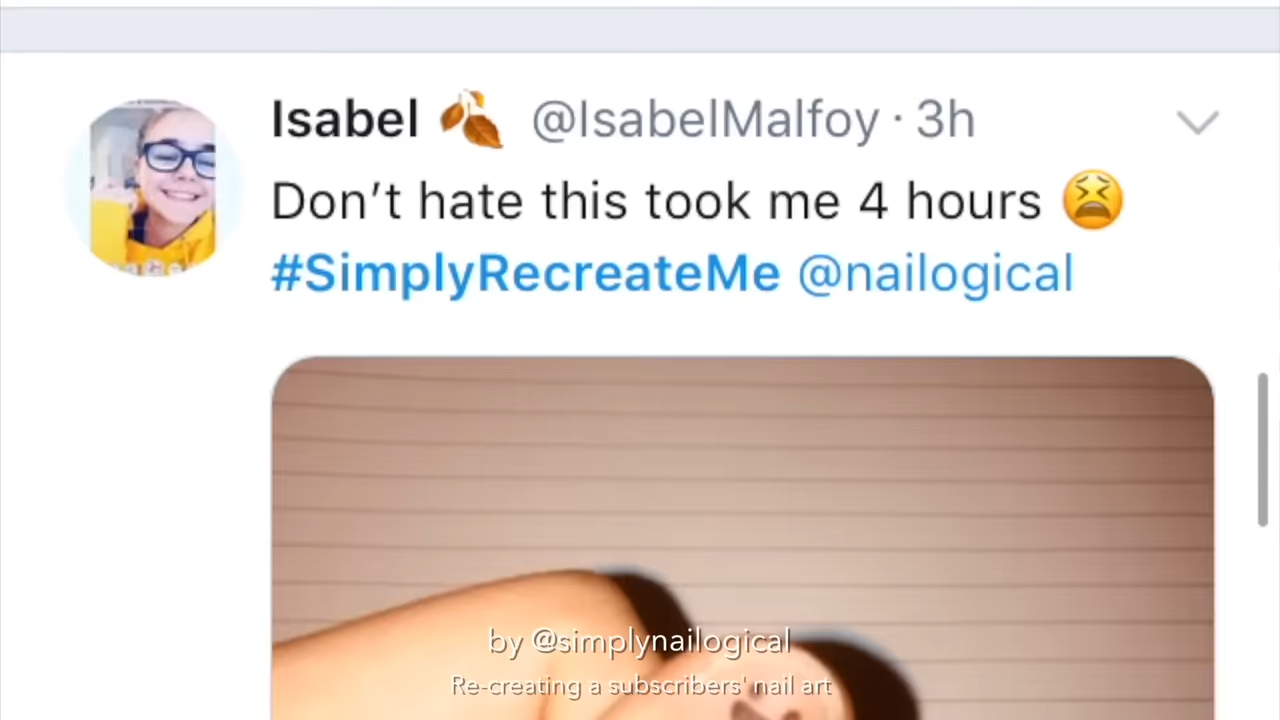 Isabel 🍂 @IsabelMalfoy · 3h
Don’t hate this took me 4 hours 😫
#SimplyRecreateMe @nailogical
by @simplynailogical
Re-creating a subscribers' nail art